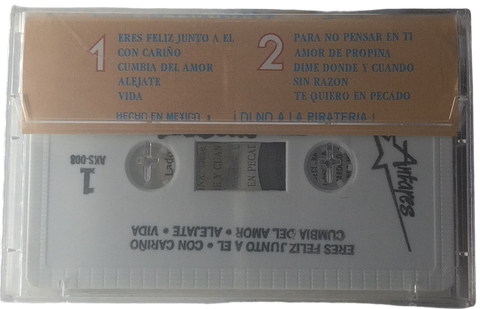 1
ERES FELIZ JUNTO A EL
CON CARIÑO
CUMBIA DEL AMOR
ALEJATE
VIDA
2
PARA NO PENSAR EN TI
AMOR DE PROPINA
DIME DONDE Y CUANDO
SIN RAZON
TE QUIERO EN PECADO
HECHO EN MEXICO
¡ DI NO A LA PIRATERIA !
Antares
Lado
1
AKS-008
ERES FELIZ JUNTO A EL • CON CARIÑO
CUMBIA DEL AMOR • ALEJATE • VIDA